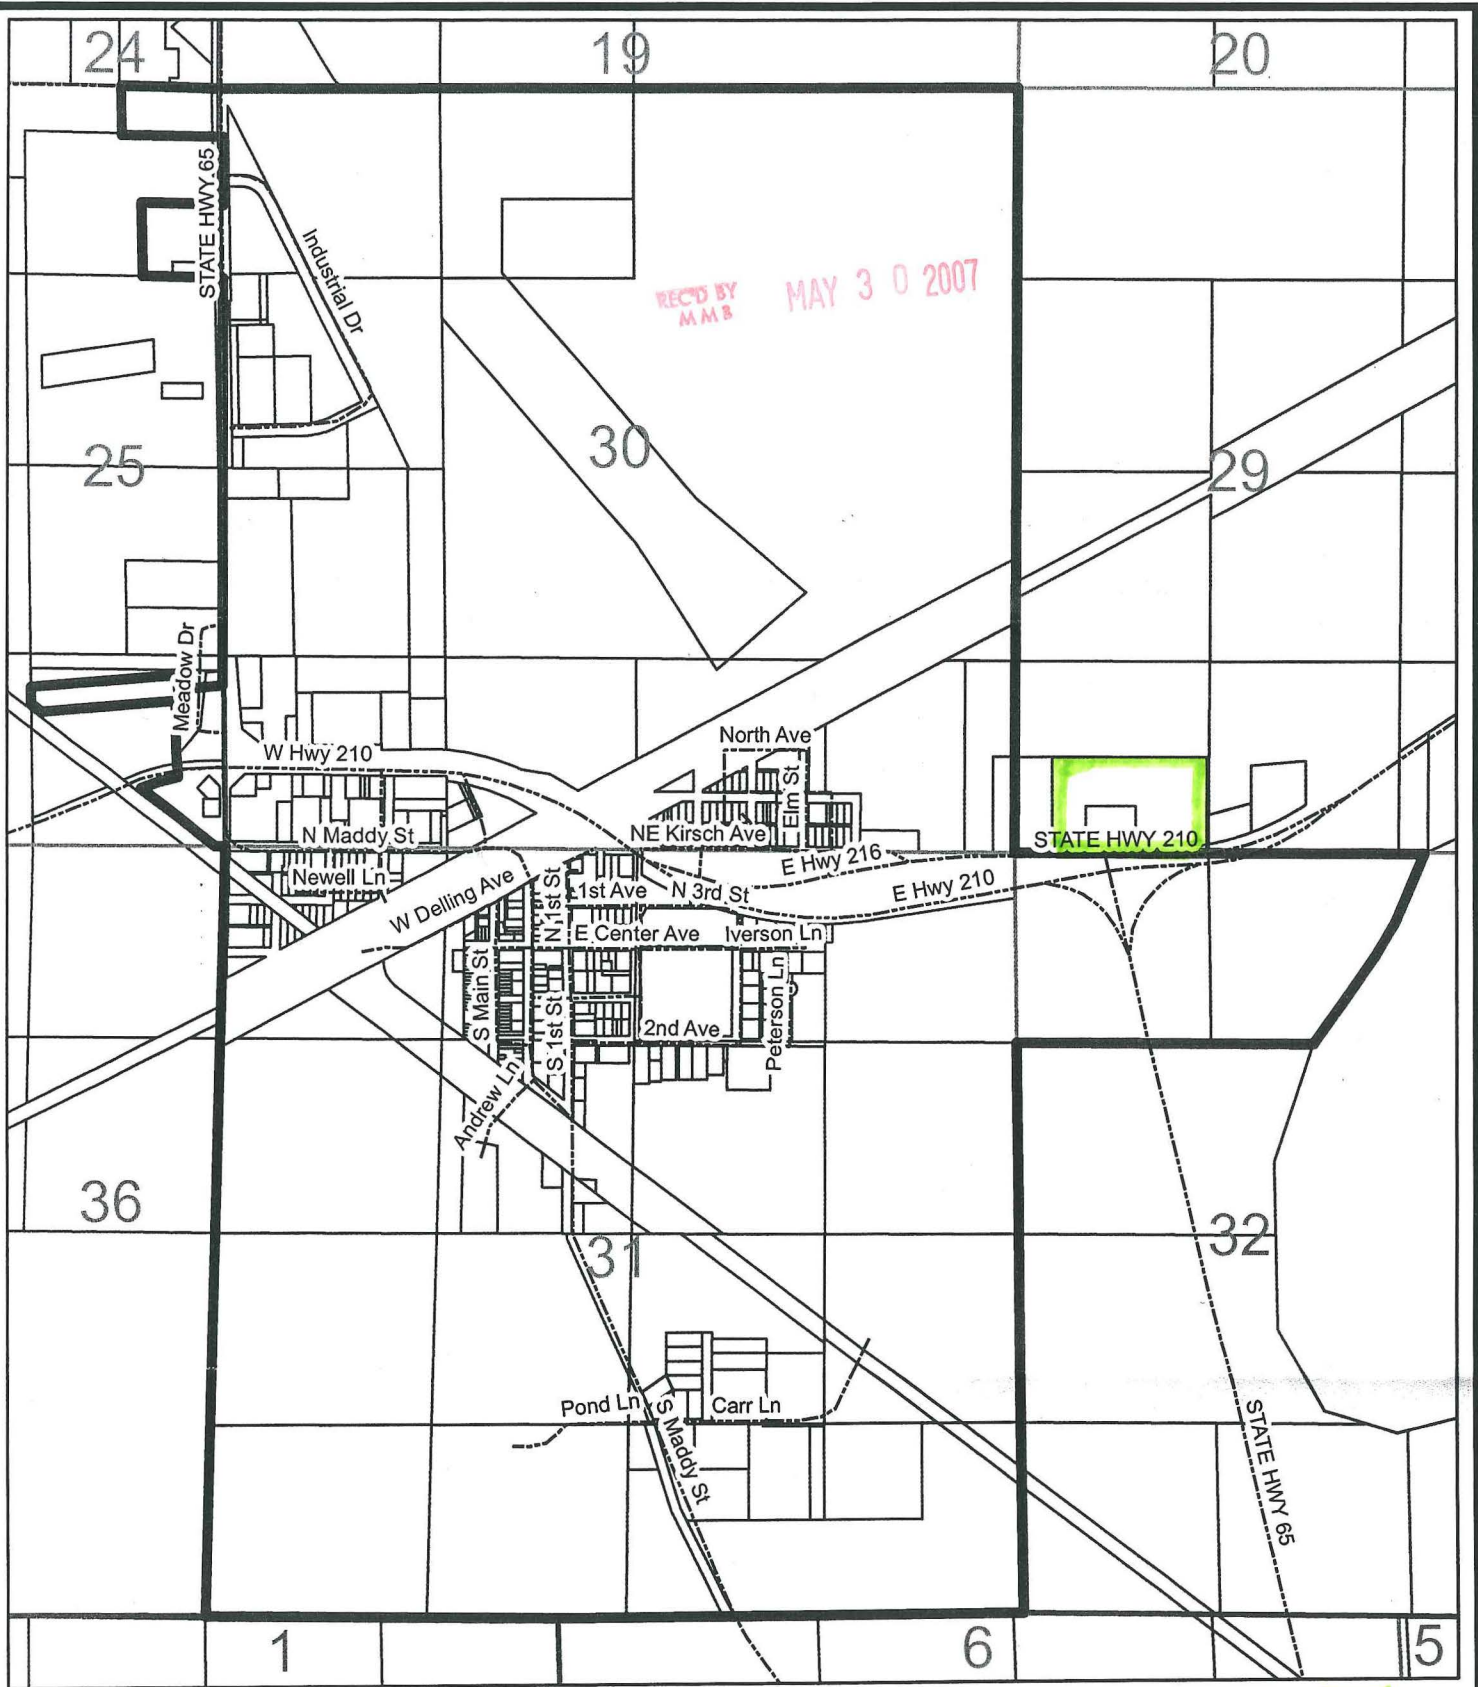 24
19
20
STATE HWY 65
Industrial Dr
REC'D BY
MMB
MAY 30 2007
25
30
29
Meadow Dr
W Hwy 210
North Ave
Elm St
N Maddy St
NE Kirsch Ave
STATE HWY 210
Newell Ln
E Hwy 216
W Delling Ave
N 1st St
1st Ave
N 3rd St
E Hwy 210
E Center Ave
Iverson Ln
S Main St
S 1st St
2nd Ave
Peterson Ln
Andrew Ln
36
31
32
Pond Ln
S Maddy St
Carr Ln
STATE HWY 65
1
6
5